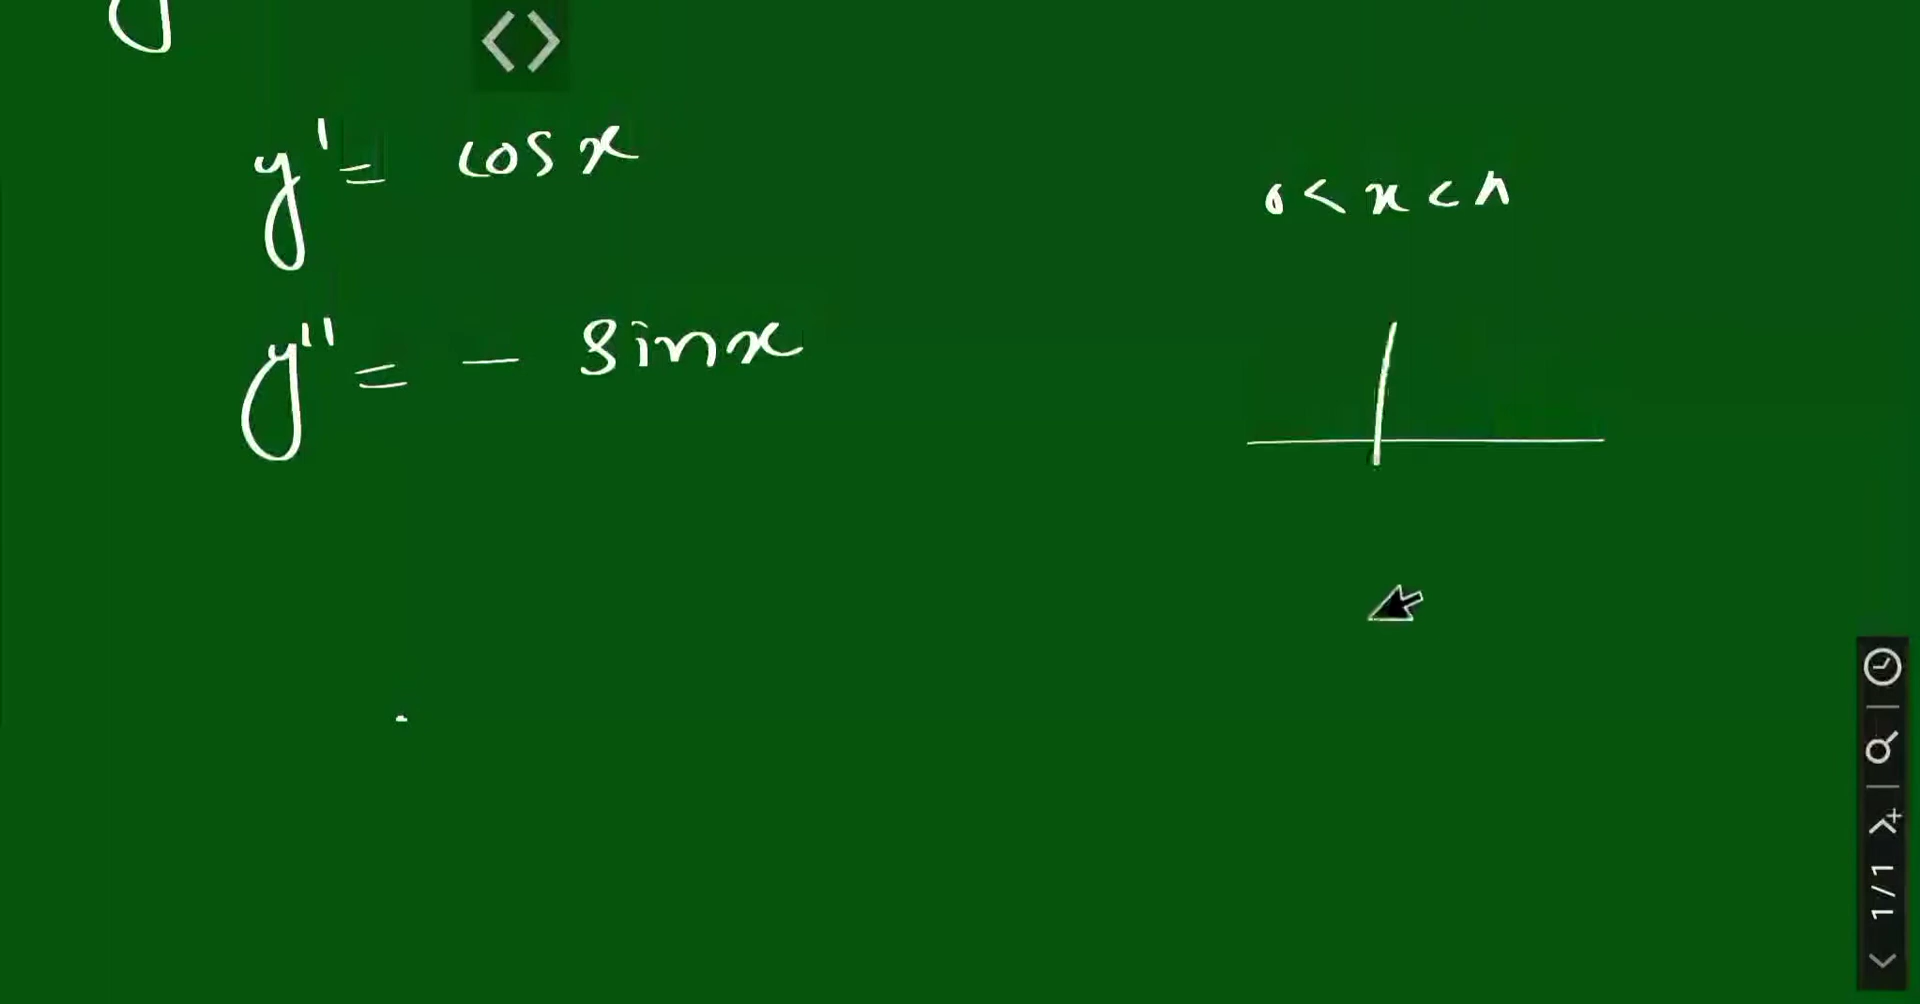 y' = cos x
0 < x < π
y'' = - sin x
1/1